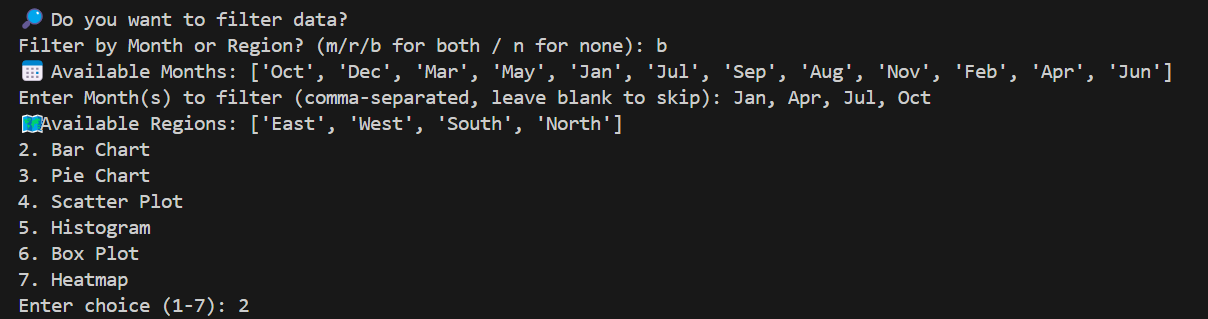 🔎 Do you want to filter data?
Filter by Month or Region? (m/r/b for both / n for none): b
📅 Available Months: ['Oct', 'Dec', 'Mar', 'May', 'Jan', 'Jul', 'Sep', 'Aug', 'Nov', 'Feb', 'Apr', 'Jun']
Enter Month(s) to filter (comma-separated, leave blank to skip): Jan, Apr, Jul, Oct
🗺️Available Regions: ['East', 'West', 'South', 'North']
2. Bar Chart
3. Pie Chart
4. Scatter Plot
5. Histogram
6. Box Plot
7. Heatmap
Enter choice (1-7): 2